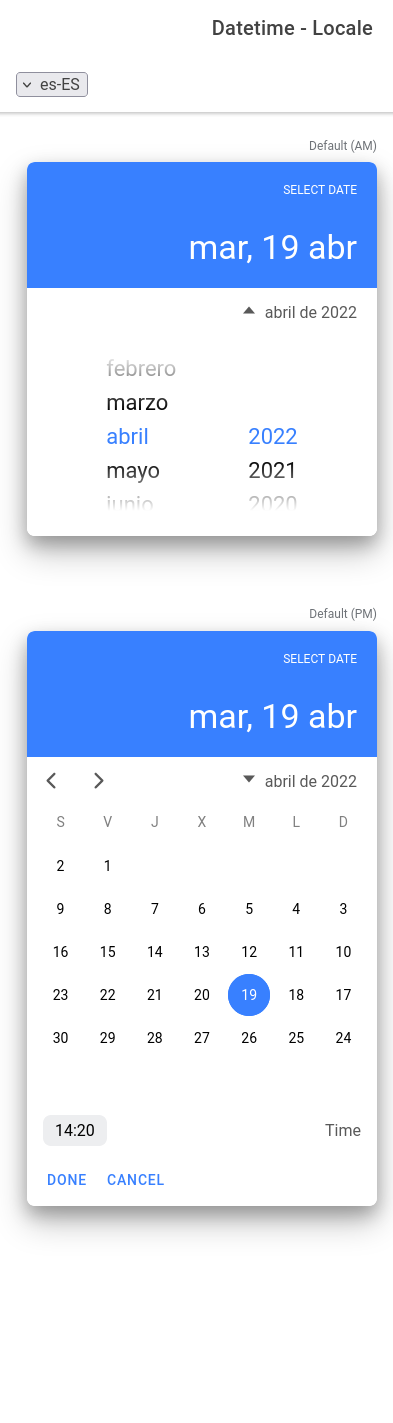 Datetime - Locale
es-ES
Default (AM)
SELECT DATE
mar, 19 abr
abril de 2022
febrero
marzo
abril 2022
mayo 2021
junio 2020
Default (PM)
SELECT DATE
mar, 19 abr
abril de 2022
S V J X M L D
2 1
9 8 7 6 5 4 3
16 15 14 13 12 11 10
23 22 21 20 19 18 17
30 29 28 27 26 25 24
14:20 Time
DONE CANCEL